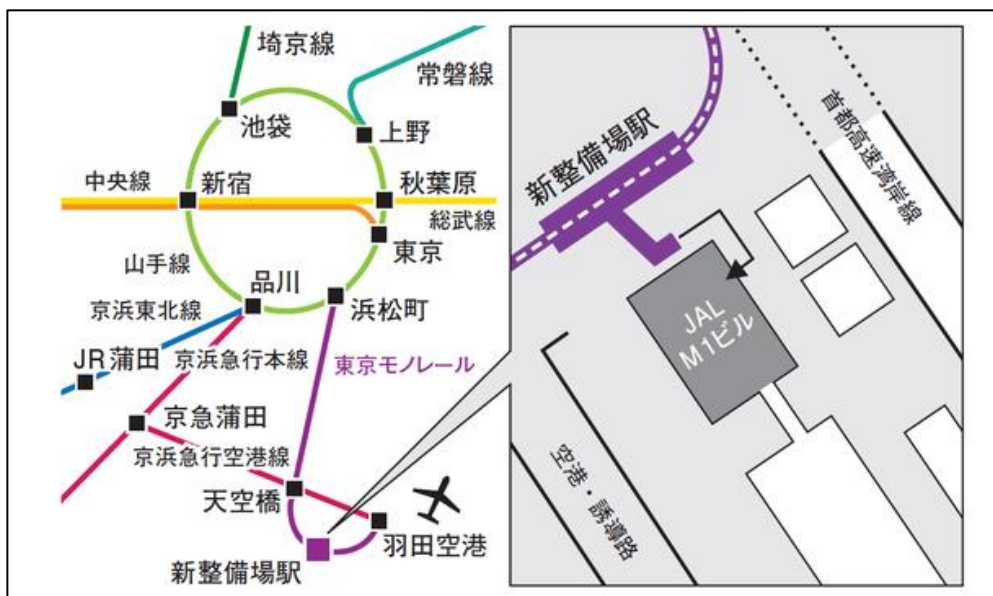 埼京線
常磐線
池袋
上野
中央線
新宿
秋葉原
総武線
東京
山手線
品川
浜松町
京浜東北線
JR蒲田
京浜急行本線
東京モノレール
京急蒲田
京浜急行空港線
天空橋
羽田空港
新整備場駅
新整備場駅
首都高速湾岸線
JAL
M1ビル
空港・誘導路